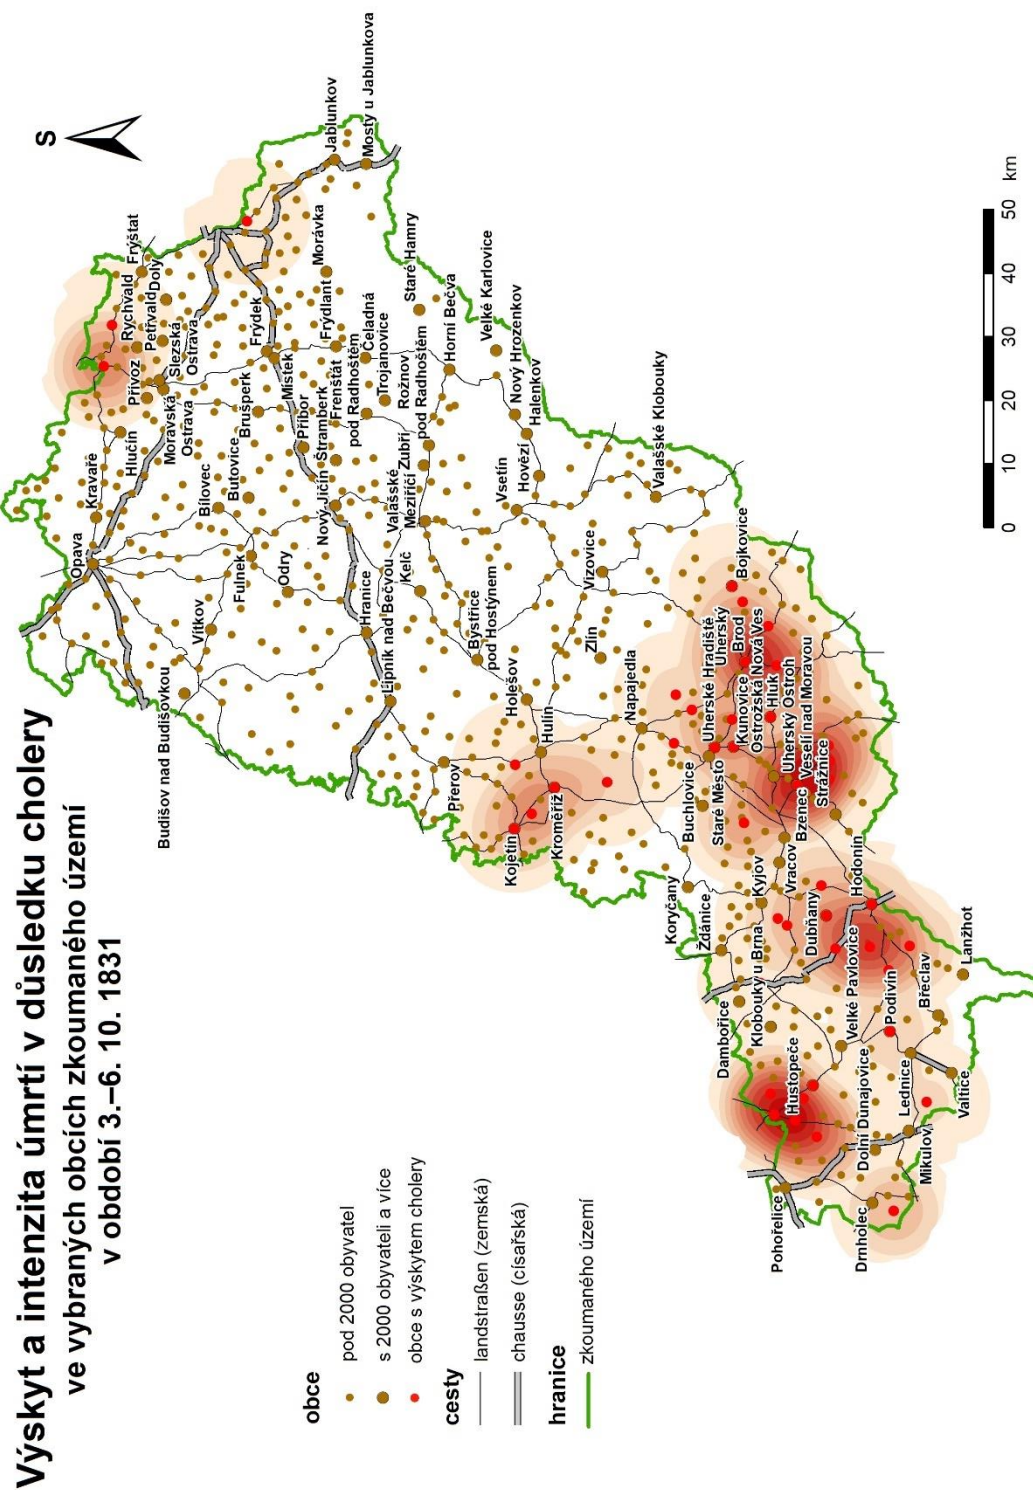 Výskyt a intenzita úmrtí v důsledku cholery
ve vybraných obcích zkoumaného území
v období 3.–6. 10. 1831
S
Opava
Kravaře
Hlučín
Přívoz
Rychvald
Petřvald
Doly
Fryštat
Slezská
Ostrava
Moravská
Ostrava
Budišov nad Budišovkou
Vítkov
Bílovec
Butovice
Fulnek
Odry
Brušperk
Frýdek
Místek
Příbor
Nový Jičín
Štramberk
Frenštát
pod Radhoštěm
Frýdlant
Morávka
Jablunkov
Mosty u Jablunkova
Čeladná
Trojanovice
Staré Hamry
Hranice
Lipník nad Bečvou
Kelč
Valašské
Meziříčí
Zubří
Rožnov
pod Radhoštěm
Horní Bečva
Velké Karlovice
Nový Hrozenkov
Halenkov
Hovězí
Vsetín
Bystřice
pod Hostýnem
Holešov
Hulín
Přerov
Kojetín
Kroměříž
Zlín
Vizovice
Valašské Klobouky
Napajedla
Bojkovice
Uherský
Brod
Uherské Hradiště
Kunovice
Ostrožská Nová Ves
Hluk
Uherský Ostroh
Veselí nad Moravou
Strážnice
Bzenec
Staré Město
Buchlovice
Koryčany
Ždánice
Kyjov
Vracov
Dubňany
Hodonín
Klobouky u Brna
Dambořice
Velké Pavlovice
Podivín
Břeclav
Lanžhot
Hustopeče
Dolní Dunajovice
Lednice
Valtice
Mikulov
Pohořelice
Drnholec
obce
pod 2000 obyvatel
s 2000 obyvateli a více
obce s výskytem cholery
cesty
landstraßen (zemská)
chausse (císařská)
hranice
zkoumaného území
0 10 20 30 40 50 km